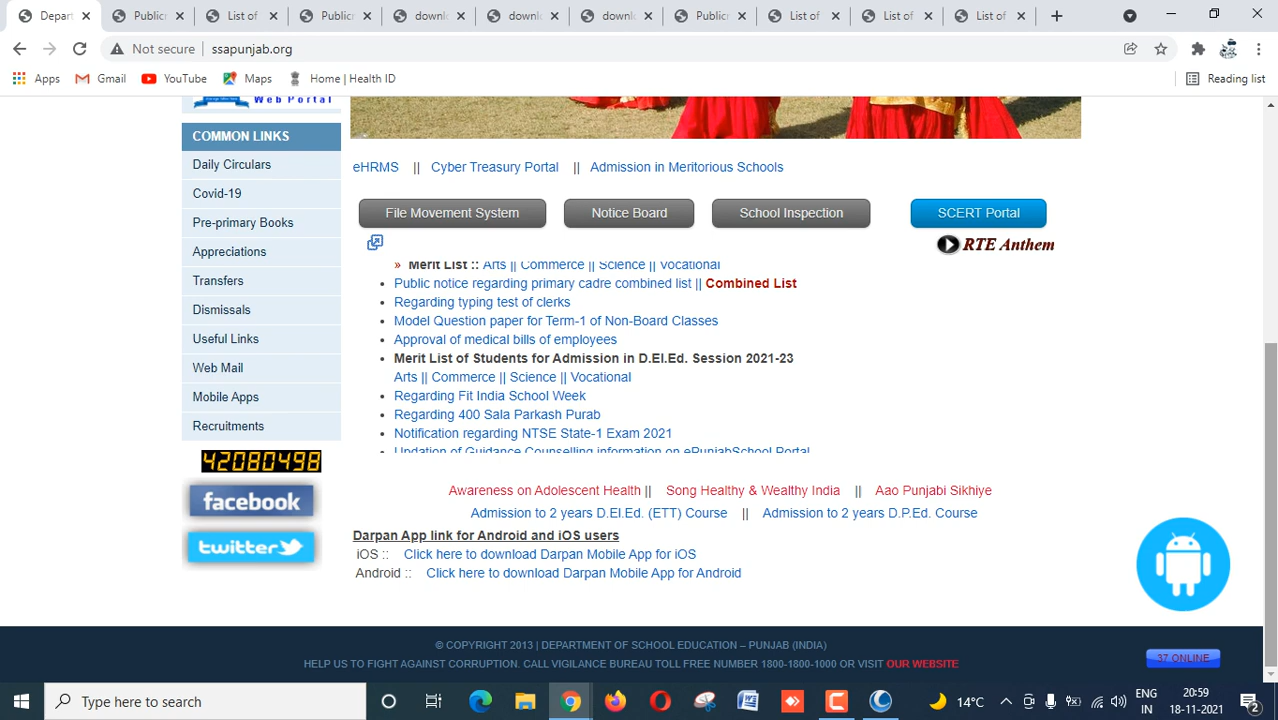 Depart
Public
List of
Public
downl
downl
downl
Public
List of
List of
List of
Not secure
ssapunjab.org
Apps
Gmail
YouTube
Maps
Home | Health ID
Reading list
Web Portal
COMMON LINKS
Daily Circulars
Covid-19
Pre-primary Books
Appreciations
Transfers
Dismissals
Useful Links
Web Mail
Mobile Apps
Recruitments
42080498
facebook
twitter
eHRMS || Cyber Treasury Portal || Admission in Meritorious Schools
File Movement System
Notice Board
School Inspection
SCERT Portal
RTE Anthem
» Merit List :: Arts || Commerce || Science || Vocational
• Public notice regarding primary cadre combined list || Combined List
• Regarding typing test of clerks
• Model Question paper for Term-1 of Non-Board Classes
• Approval of medical bills of employees
• Merit List of Students for Admission in D.El.Ed. Session 2021-23
Arts || Commerce || Science || Vocational
• Regarding Fit India School Week
• Regarding 400 Sala Parkash Purab
• Notification regarding NTSE State-1 Exam 2021
• Updation of Guidance Counselling information on ePunjabSchool Portal
Awareness on Adolescent Health || Song Healthy & Wealthy India || Aao Punjabi Sikhiye
Admission to 2 years D.El.Ed. (ETT) Course || Admission to 2 years D.P.Ed. Course
Darpan App link for Android and iOS users
iOS :: Click here to download Darpan Mobile App for iOS
Android :: Click here to download Darpan Mobile App for Android
© COPYRIGHT 2013 | DEPARTMENT OF SCHOOL EDUCATION – PUNJAB (INDIA)
HELP US TO FIGHT AGAINST CORRUPTION. CALL VIGILANCE BUREAU TOLL FREE NUMBER 1800-1800-1000 OR VISIT OUR WEBSITE
37 ONLINE
Type here to search
14°C
ENG
IN
20:59
18-11-2021
2